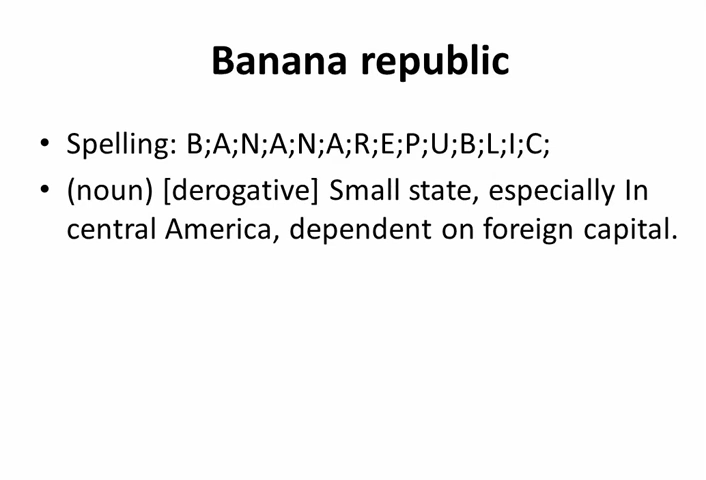 Banana republic
• Spelling: B;A;N;A;N;A;R;E;P;U;B;L;I;C;
• (noun) [derogative] Small state, especially In
central America, dependent on foreign capital.